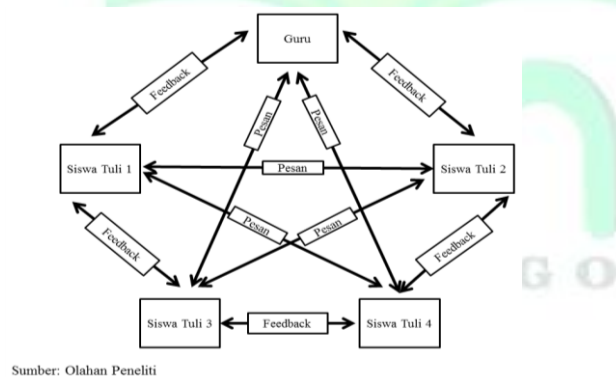 Guru
Feedback
Feedback
Pesan
Pesan
Siswa Tuli 1
Pesan
Siswa Tuli 2
Feedback
Pesan
Pesan
Feedback
G O
Siswa Tuli 3
Feedback
Siswa Tuli 4
Sumber: Olahan Peneliti